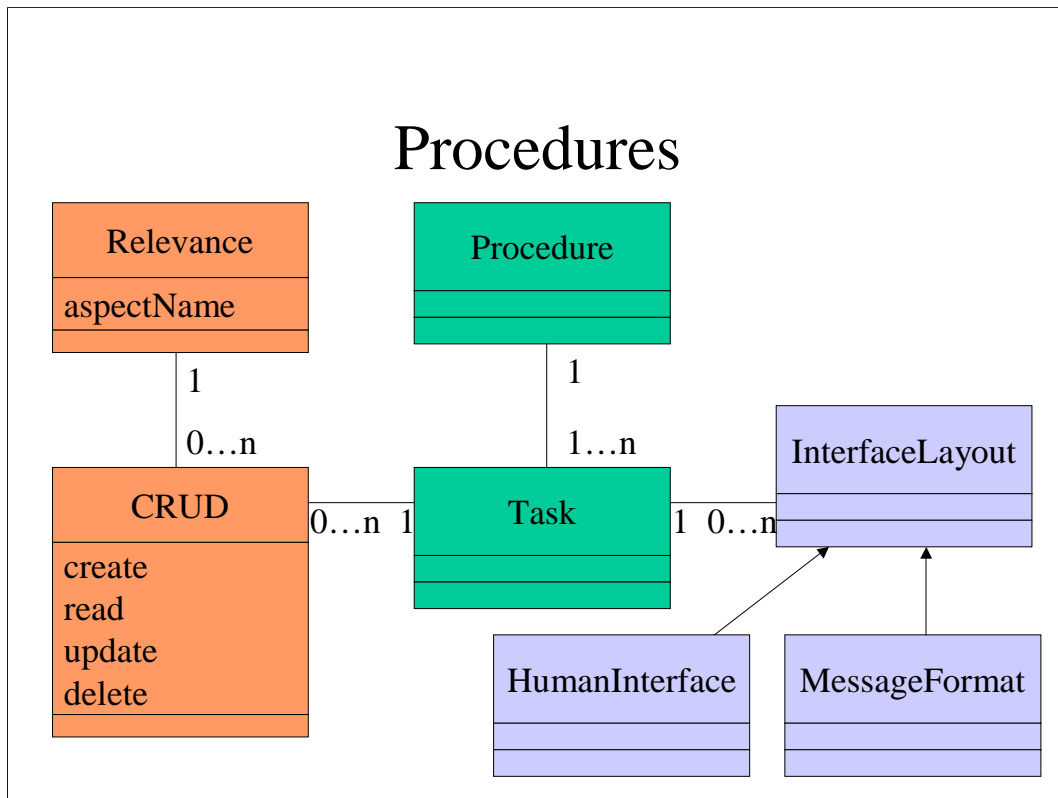 Procedures
Relevance
aspectName
Procedure
1
0…n
1
1…n
InterfaceLayout
CRUD
create
read
update
delete
0…n 1
Task
1 0…n
HumanInterface
MessageFormat